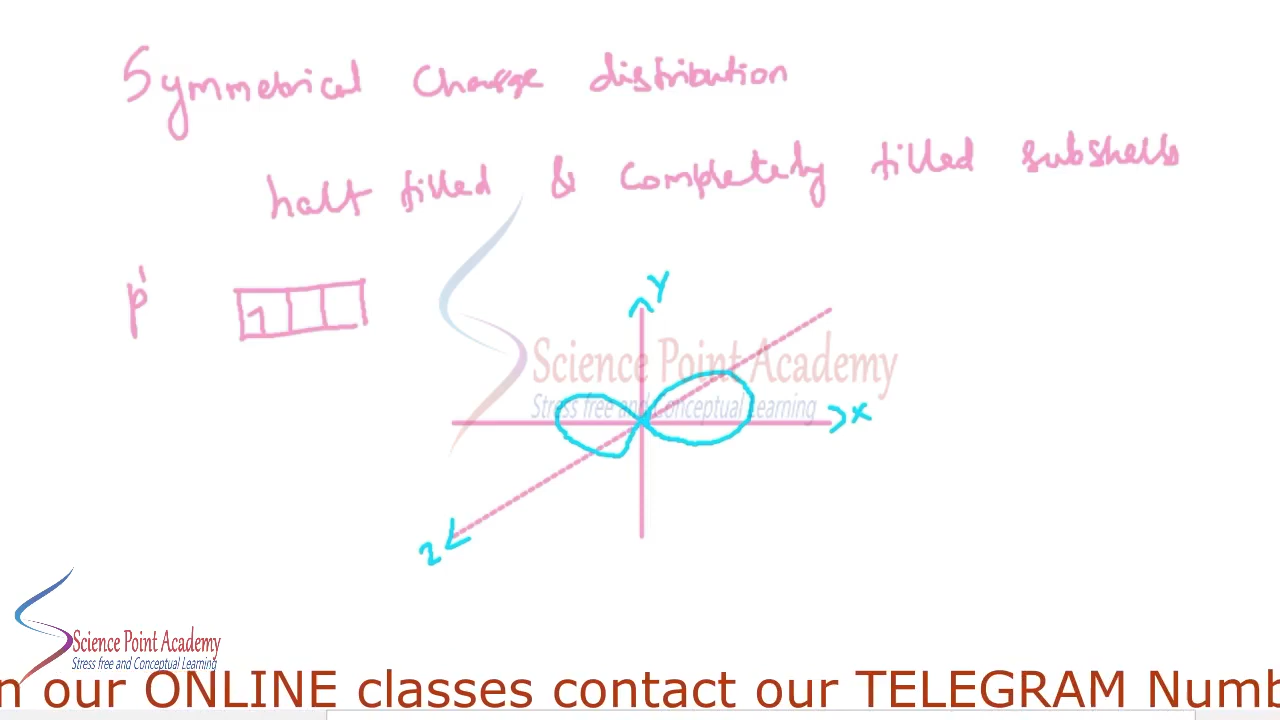 Symmetrical Charge distribution
half filled & Completely filled subshells
p¹
1
Y
Science Point Academy
Stress free and Conceptual Learning
X
Z
Science Point Academy
Stress free and Conceptual Learning
n our ONLINE classes contact our TELEGRAM Numb